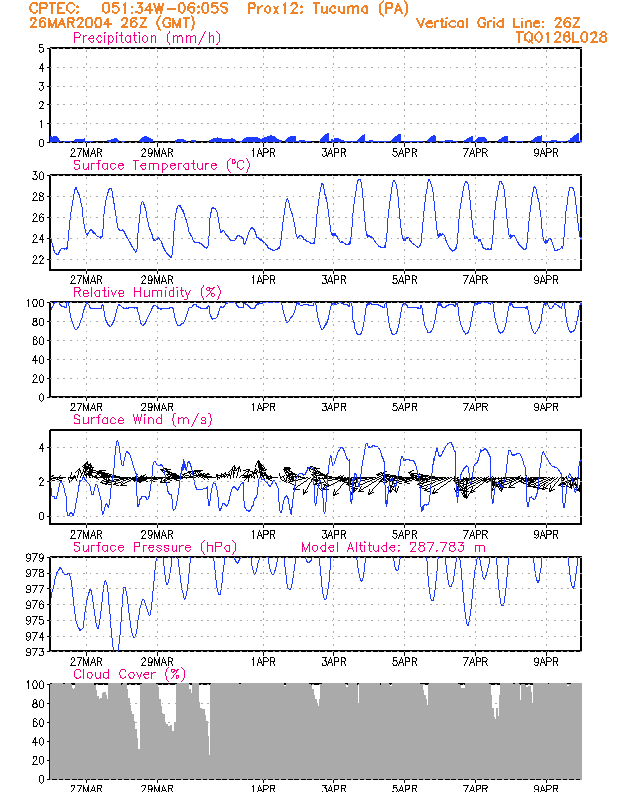 CPTEC: 051:34W-06:05S Prox12: Tucuma (PA)
26MAR2004 26Z (GMT) Vertical Grid Line: 26Z
Precipitation (mm/h) TQ0126L028
5
4
3
2
1
0
27MAR 29MAR 1APR 3APR 5APR 7APR 9APR
Surface Temperature (ºC)
30
28
26
24
22
27MAR 29MAR 1APR 3APR 5APR 7APR 9APR
Relative Humidity (%)
100
80
60
40
20
0
27MAR 29MAR 1APR 3APR 5APR 7APR 9APR
Surface Wind (m/s)
4
2
0
27MAR 29MAR 1APR 3APR 5APR 7APR 9APR
Surface Pressure (hPa) Model Altitude: 287.783 m
979
978
977
976
975
974
973
27MAR 29MAR 1APR 3APR 5APR 7APR 9APR
Cloud Cover (%)
100
80
60
40
20
0
27MAR 29MAR 1APR 3APR 5APR 7APR 9APR